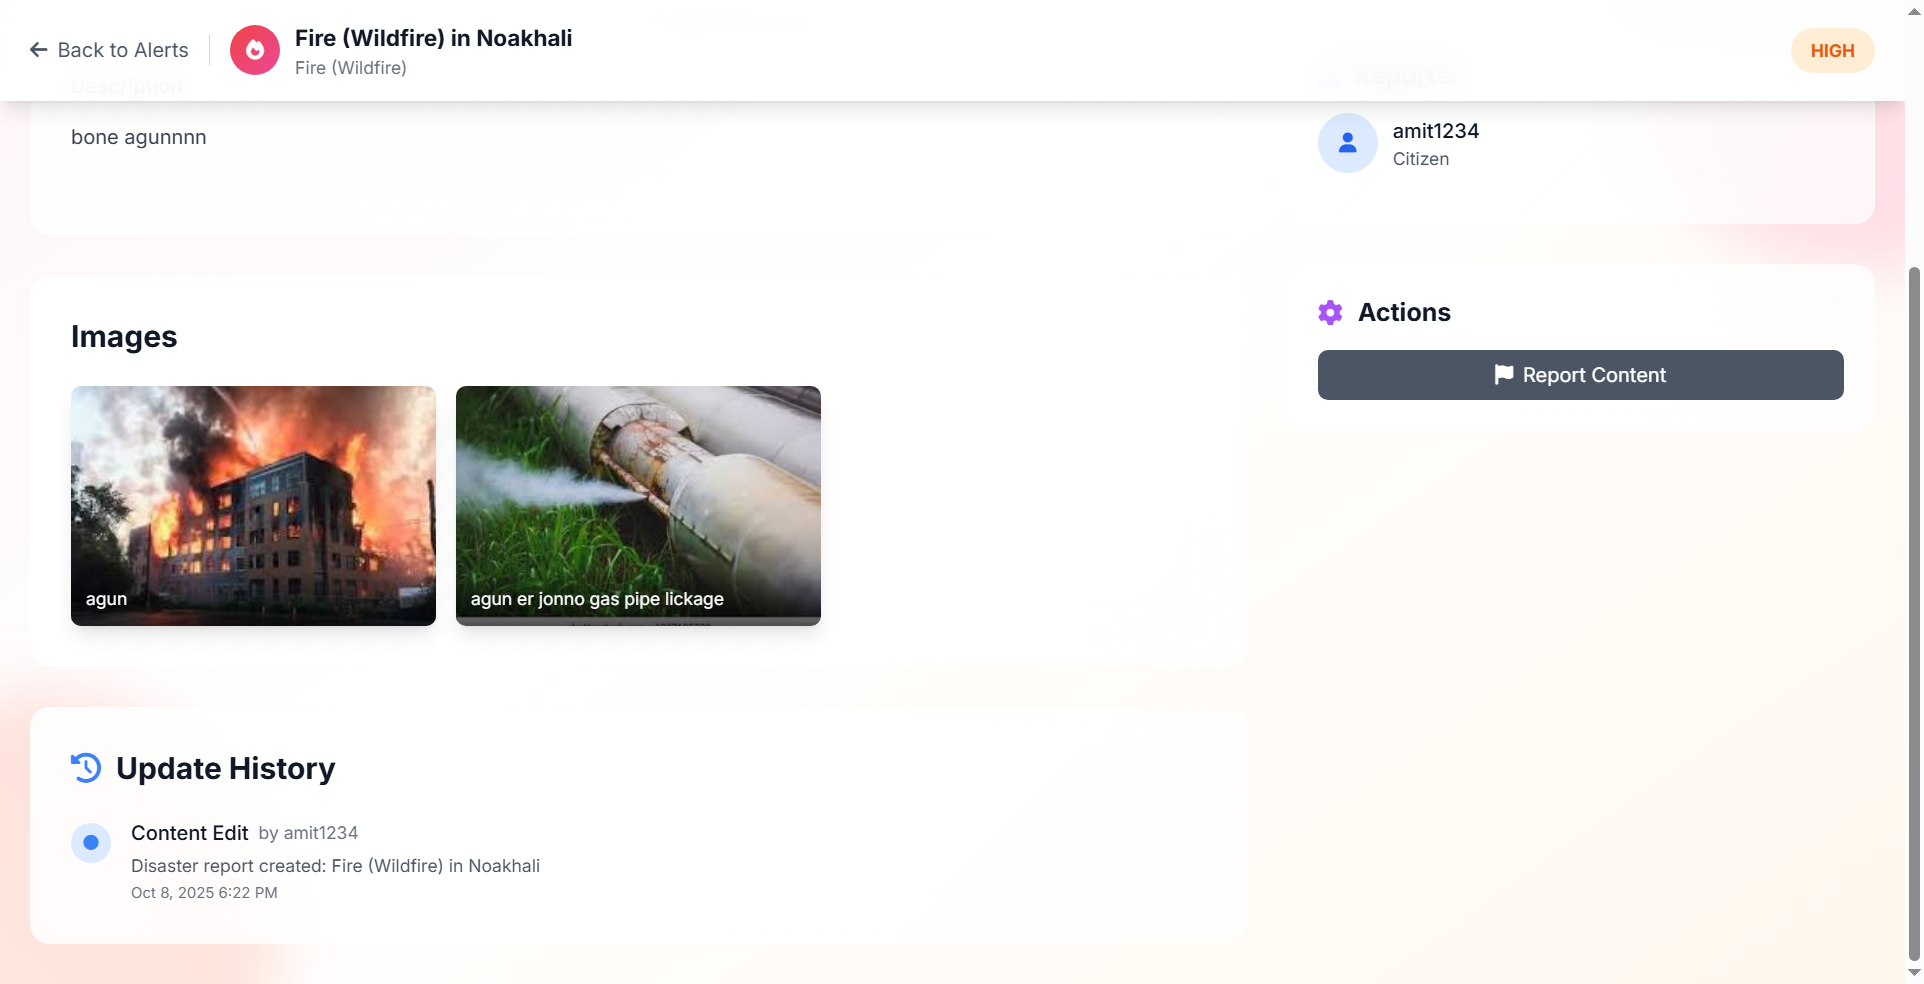 Back to Alerts
Fire (Wildfire) in Noakhali
Fire (Wildfire)
HIGH
Description
Reporter
bone agunnnn
amit1234
Citizen
Images
agun
agun er jonno gas pipe lickage
Actions
Report Content
Update History
Content Edit by amit1234
Disaster report created: Fire (Wildfire) in Noakhali
Oct 8, 2025 6:22 PM